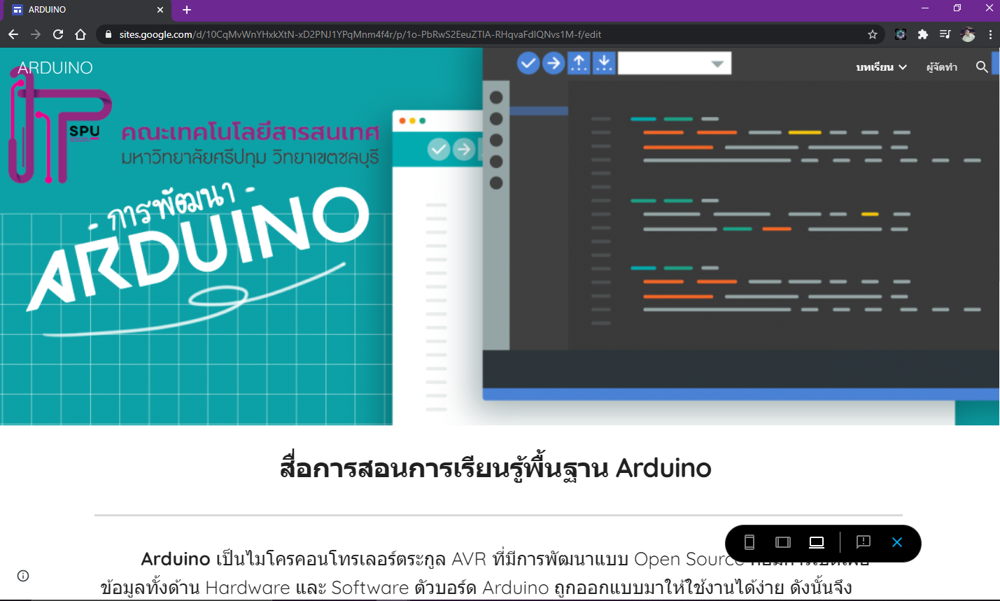 ARDUINO
sites.google.com/d/10CqMvWnYHxkXtN-xD2PNJ1YPqMnm4f4r/p/1o-PbRwS2EeuZTIA-RHqvaFdIQNvs1M-f/edit
ARDUINO
บทเรียน
ผู้จัดทำ
SPU
คณะเทคโนโลยีสารสนเทศ
มหาวิทยาลัยศรีปทุม วิทยาเขตชลบุรี
- การพัฒนา -
ARDUINO
สื่อการสอนการเรียนรู้พื้นฐาน Arduino
Arduino เป็นไมโครคอนโทรเลอร์ตระกูล AVR ที่มีการพัฒนาแบบ Open Source
ข้อมูลทั้งด้าน Hardware และ Software ตัวบอร์ด Arduino ถูกออกแบบมาให้ใช้งานได้ง่าย ดังนั้นจึง